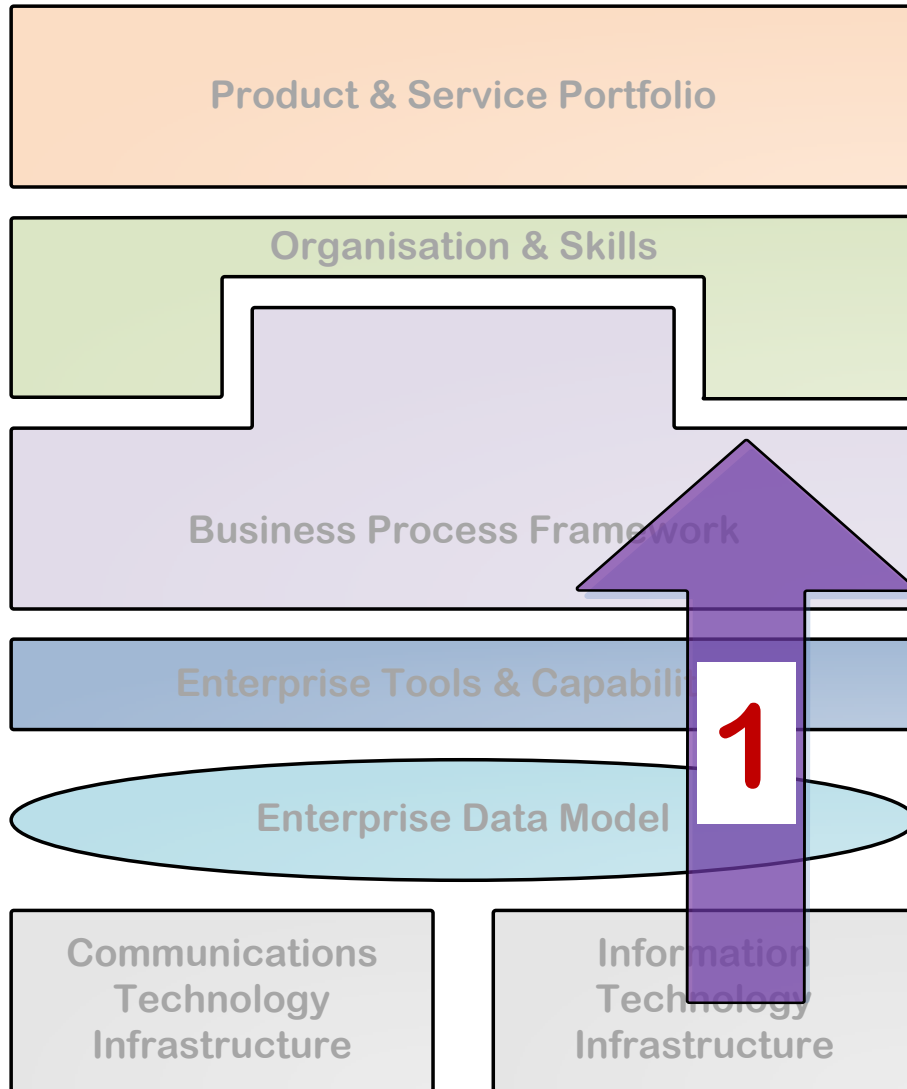 Product & Service Portfolio
Organisation & Skills
Business Process Framework
Enterprise Tools &
1
Enterprise Data Model
Communications
Technology
Infrastructure
Information
Technology
Infrastructure